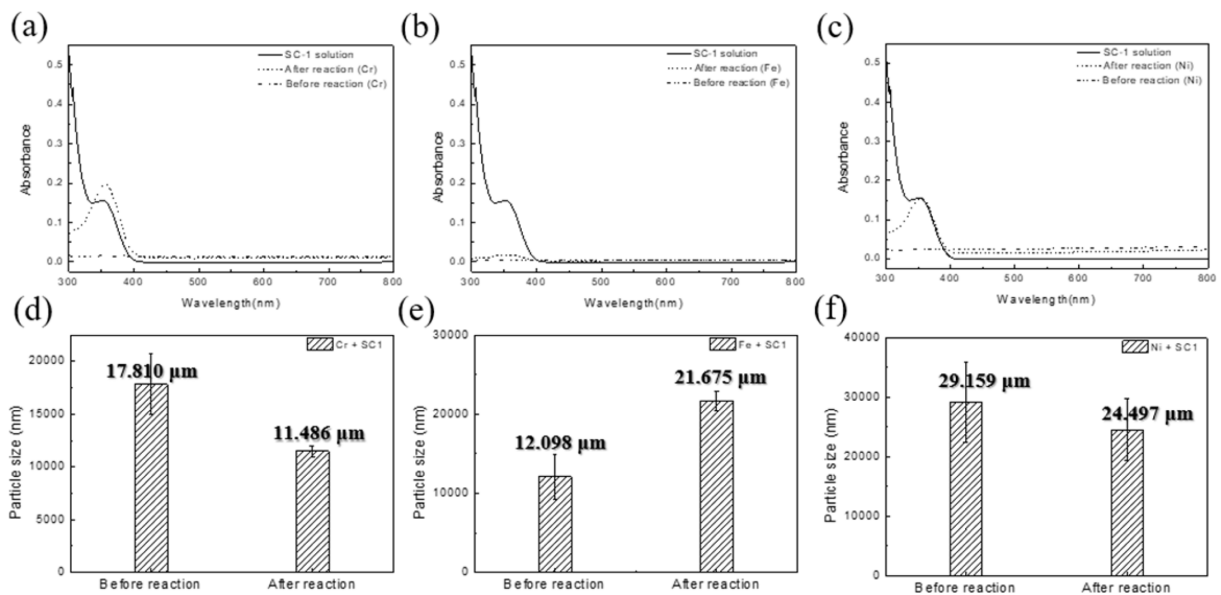 (a)
SC-1 solution
After reaction (Cr)
Before reaction (Cr)
Absorbance
0.5
0.4
0.3
0.2
0.1
0.0
300 400 500 600 700 800
Wavelength(nm)
(b)
SC-1 solution
After reaction (Fe)
Before reaction (Fe)
Absorbance
0.5
0.4
0.3
0.2
0.1
0.0
300 400 500 600 700 800
Wavelength(nm)
(c)
SC-1 solution
After reaction (Ni)
Before reaction (Ni)
Absorbance
0.5
0.4
0.3
0.2
0.1
0.0
300 400 500 600 700 800
Wavelength(nm)
(d)
Cr + SC1
Particle size (nm)
20000
17500
15000
12500
10000
7500
5000
2500
0
17.810 μm
11.486 μm
Before reaction After reaction
(e)
Fe + SC1
Particle size (nm)
30000
20000
10000
0
12.098 μm
21.675 μm
Before reaction After reaction
(f)
Ni + SC1
Particle size (nm)
40000
30000
20000
10000
0
29.159 μm
24.497 μm
Before reaction After reaction